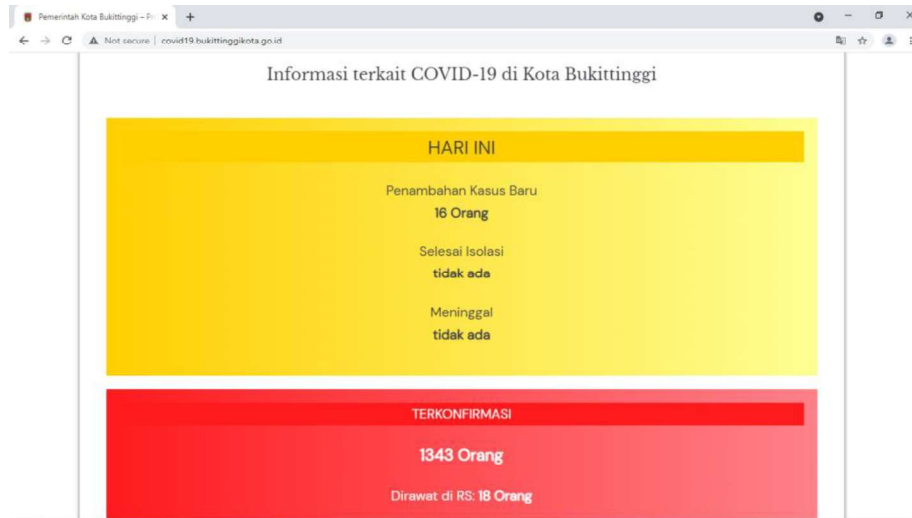 Pemerintah Kota Bukittinggi – Pr
Not secure | covid19.bukittinggikota.go.id
Informasi terkait COVID-19 di Kota Bukittinggi
HARI INI
Penambahan Kasus Baru
16 Orang
Selesai Isolasi
tidak ada
Meninggal
tidak ada
TERKONFIRMASI
1343 Orang
Dirawat di RS: 18 Orang